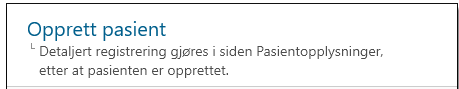 Opprett pasient
└ Detaljert registrering gjøres i siden Pasientopplysninger,
etter at pasienten er opprettet.